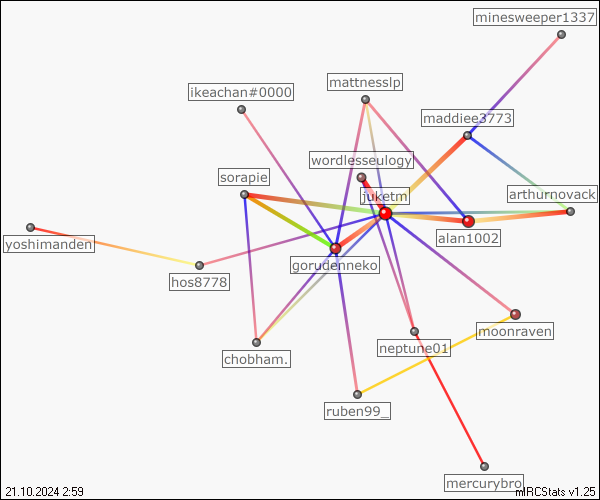 minesweeper1337
mattnesslp
ikeachan#0000
maddiee3773
wordlesseulogy
sorapie
juketn
arthurnovack
alan1002
yoshimanden
gorudenneko
hos8778
moonraven
neptune01
chobham.
ruben99_
mercurybro
21.10.2024 2:59
mIRCStats v1.25